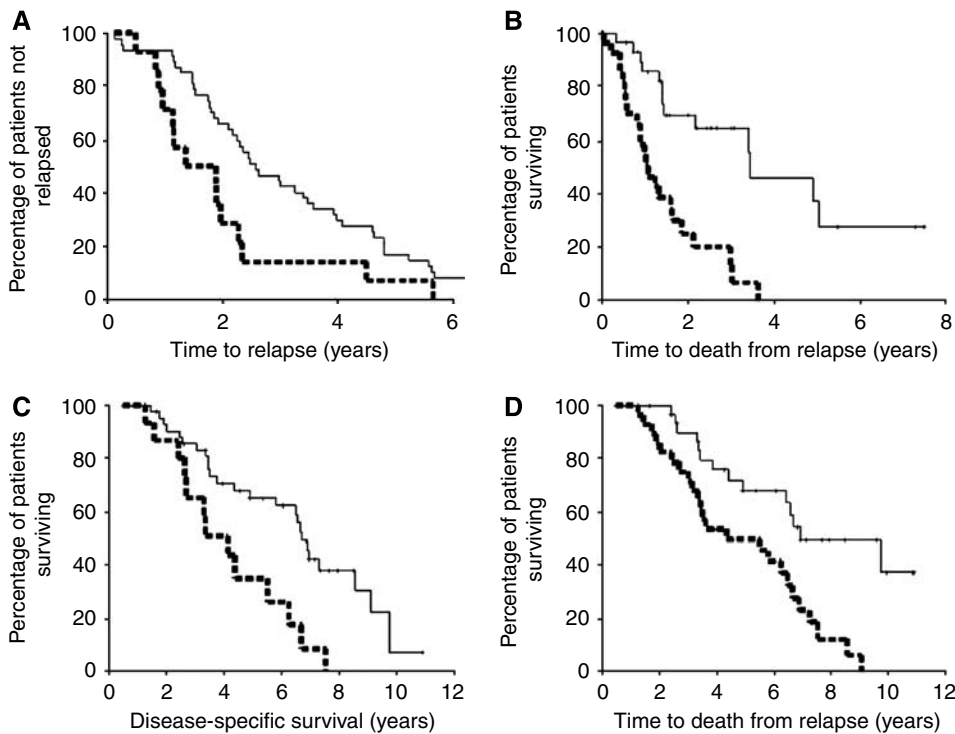 A
Percentage of patients not
relapsed
100
80
60
40
20
0
0 2 4 6
Time to relapse (years)
B
Percentage of patients
surviving
100
80
60
40
20
0
0 2 4 6 8
Time to death from relapse (years)
C
Percentage of patients
surviving
100
80
60
40
20
0
0 2 4 6 8 10 12
Disease-specific survival (years)
D
Percentage of patients
surviving
100
80
60
40
20
0
0 2 4 6 8 10 12
Time to death from relapse (years)